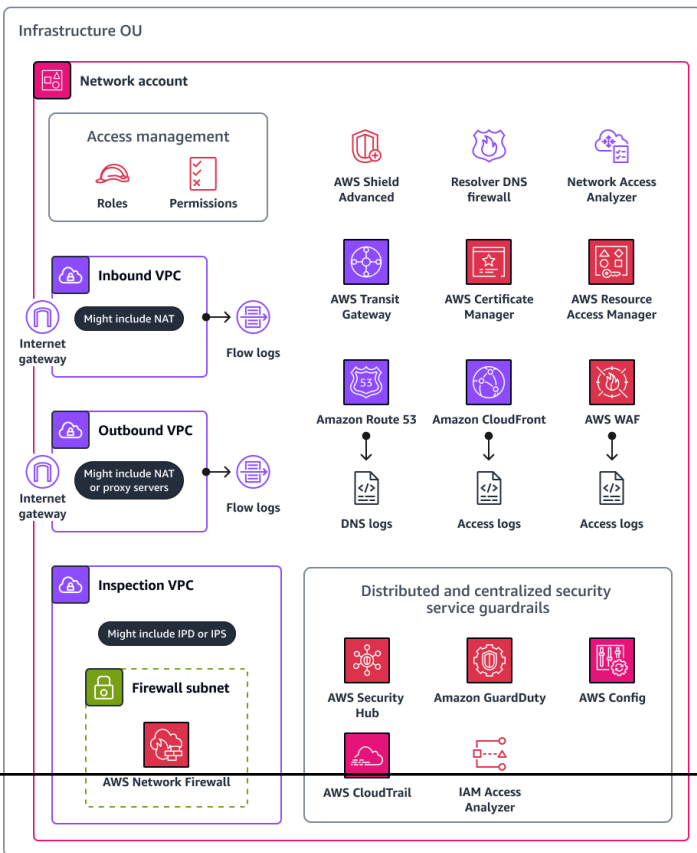 Infrastructure OU
Network account
Access management
Roles
Permissions
AWS Shield
Advanced
Resolver DNS
firewall
Network Access
Analyzer
Inbound VPC
Might include NAT
Internet
gateway
Flow logs
AWS Transit
Gateway
AWS Certificate
Manager
AWS Resource
Access Manager
53
Amazon Route 53
Amazon CloudFront
AWS WAF
Outbound VPC
Might include NAT
or proxy servers
Internet
gateway
Flow logs
DNS logs
Access logs
Access logs
Inspection VPC
Might include IPD or IPS
Firewall subnet
AWS Network Firewall
Distributed and centralized security
service guardrails
AWS Security
Hub
Amazon GuardDuty
AWS Config
AWS CloudTrail
IAM Access
Analyzer